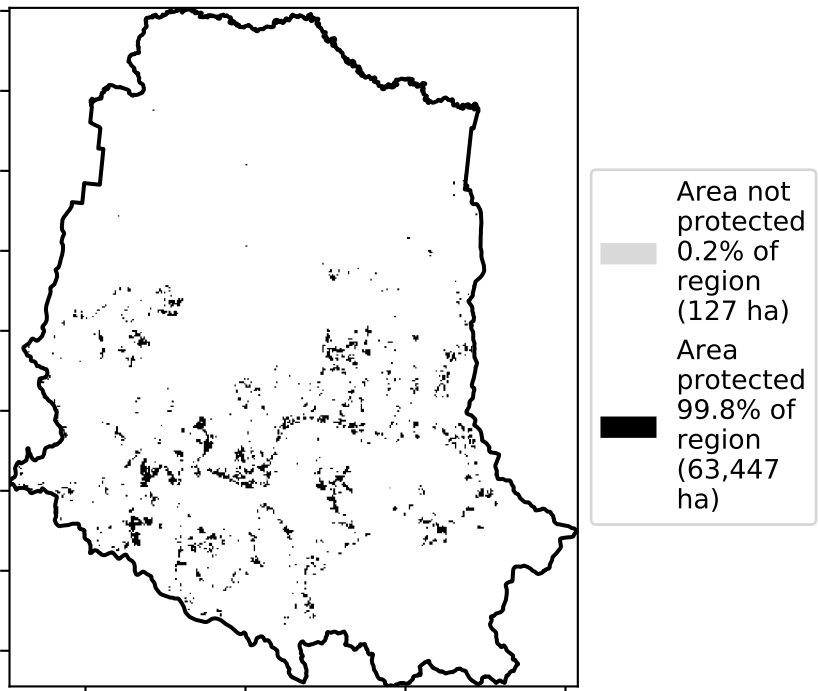 Area not
protected
0.2% of
region
(127 ha)
Area
protected
99.8% of
region
(63,447
ha)